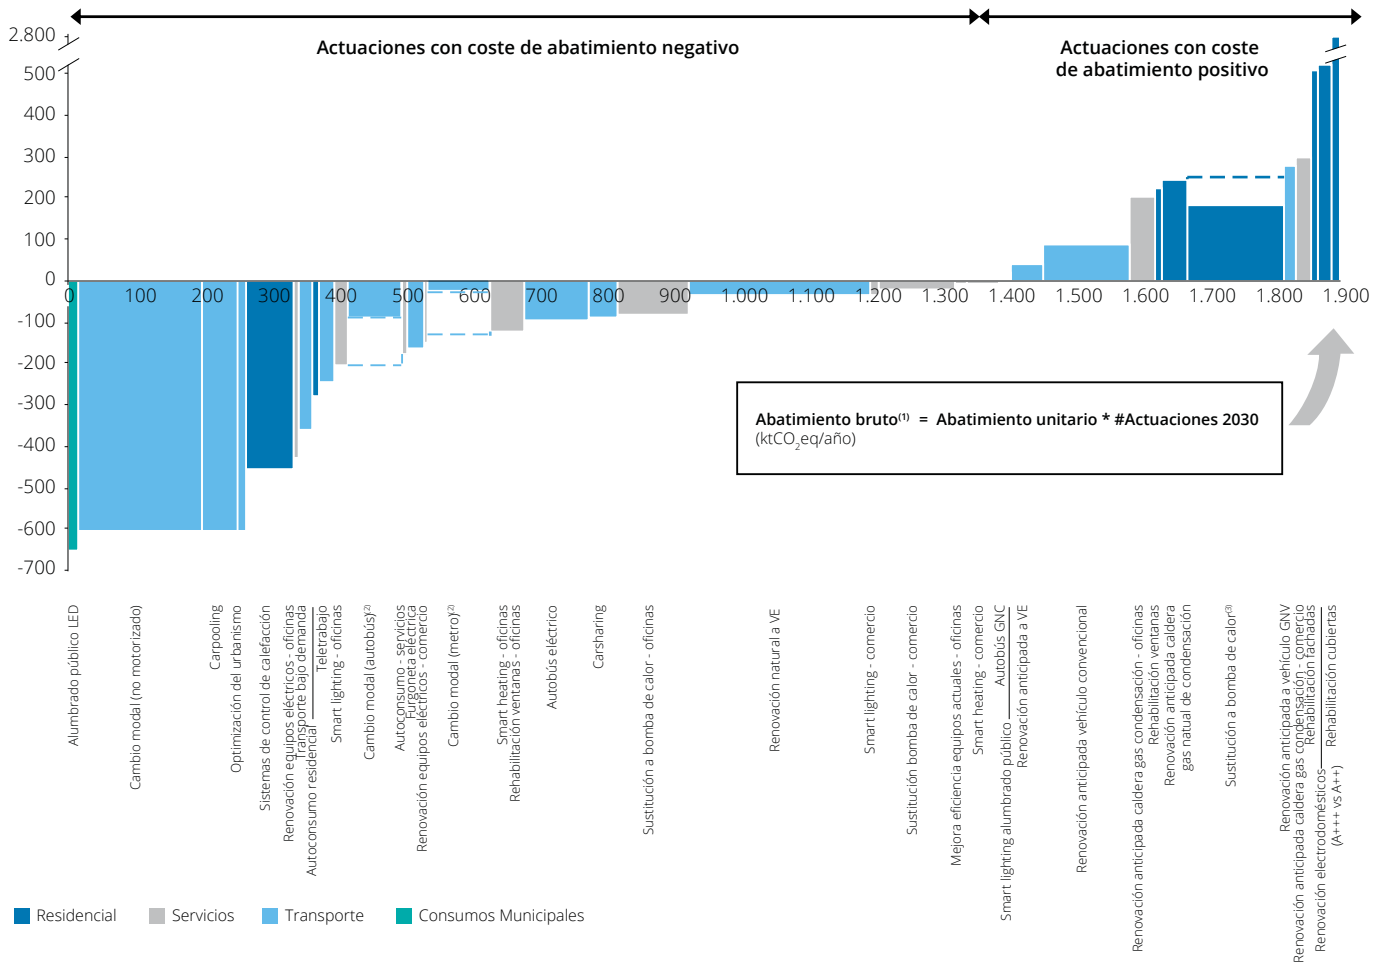 Actuaciones con coste de abatimiento negativo
Actuaciones con coste
de abatimiento positivo
2.800
500
400
300
200
100
0
-100
-200
-300
-400
-500
-600
-700
0
100
200
300
400
500
600
700
800
900
1.000
1.100
1.200
1.300
1.400
1.500
1.600
1.700
1.800
1.900
Abatimiento bruto(1) = Abatimiento unitario * #Actuaciones 2030
(ktCO2eq/año)
Alumbrado público LED
Cambio modal (no motorizado)
Carpooling
Optimización del urbanismo
Sistemas de control de calefacción
Renovación equipos eléctricos - oficinas
Transporte bajo demanda
Autoconsumo residencial
Teletrabajo
Smart lighting - oficinas
Cambio modal (autobús)(2)
Autoconsumo - servicios
Furgoneta eléctrica
Renovación equipos eléctricos - comercio
Cambio modal (metro)(2)
Smart heating - oficinas
Rehabilitación ventanas - oficinas
Autobús eléctrico
Carsharing
Sustitución a bomba de calor - oficinas
Renovación natural a VE
Smart lighting - comercio
Sustitución bomba de calor - comercio
Mejora eficiencia equipos actuales - oficinas
Smart heating - comercio
Autobús GNC
Smart lighting alumbrado público
Renovación anticipada a VE
Renovación anticipada vehículo convencional
Renovación anticipada caldera gas condensación - oficinas
Rehabilitación ventanas
Renovación anticipada caldera
gas natual de condensación
Sustitución a bomba de calor(3)
Renovación anticipada a vehículo GNV
Renovación anticipada caldera gas condensación - comercio
Rehabilitación fachadas
Renovación electrodomésticos
(A+++ vs A++)
Rehabilitación cubiertas
Residencial
Servicios
Transporte
Consumos Municipales